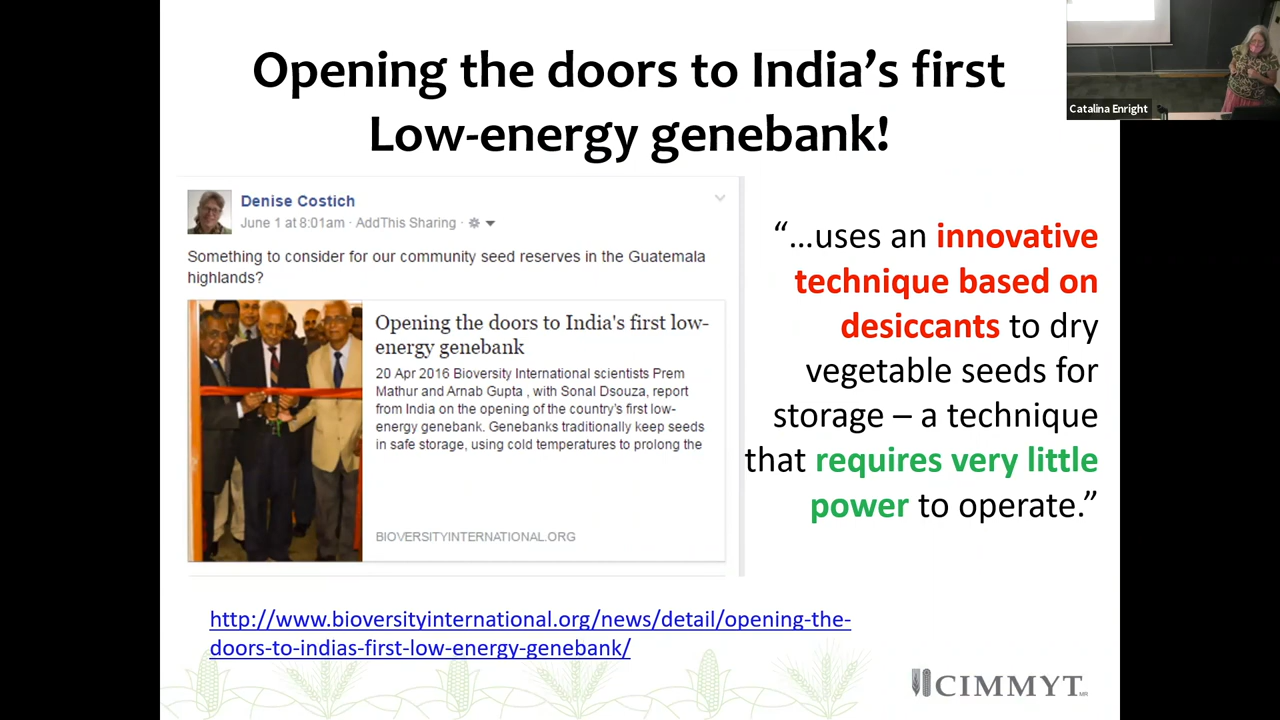 Opening the doors to India’s first
Low-energy genebank!
Catalina Enright
Denise Costich
June 1 at 8:01am · AddThis Sharing ·
Something to consider for our community seed reserves in the Guatemala
highlands?
Opening the doors to India's first low-
energy genebank
20 Apr 2016 Bioversity International scientists Prem
Mathur and Arnab Gupta , with Sonal Dsouza, report
from India on the opening of the country's first low-
energy genebank. Genebanks traditionally keep seeds
in safe storage, using cold temperatures to prolong the
BIOVERSITYINTERNATIONAL.ORG
“...uses an innovative
technique based on
desiccants to dry
vegetable seeds for
storage – a technique
that requires very little
power to operate.”
http://www.bioversityinternational.org/news/detail/opening-the-
doors-to-indias-first-low-energy-genebank/
CIMMYT MR